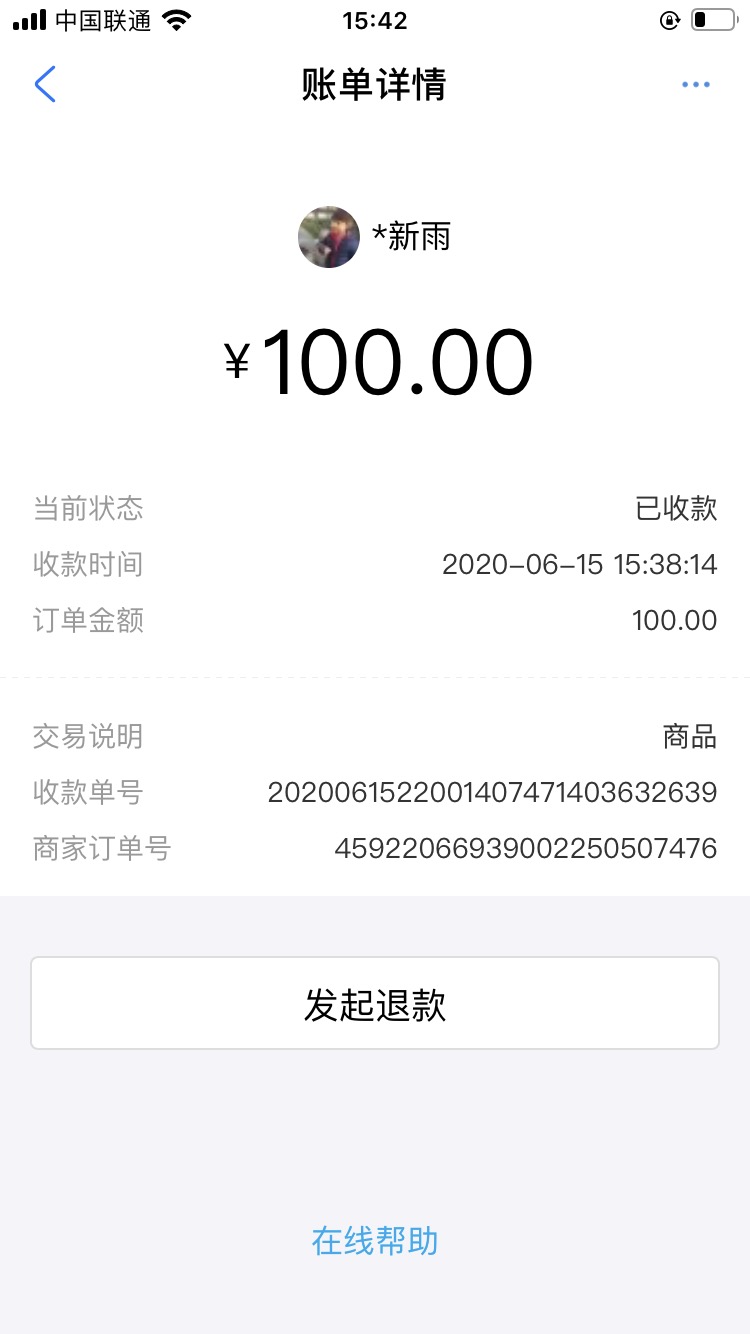 中国联通
15:42
账单详情
*新雨
¥100.00
当前状态 已收款
收款时间 2020-06-15 15:38:14
订单金额 100.00
交易说明 商品
收款单号 2020061522001407471403632639
商家订单号 459220669390022505​07476
发起退款
在线帮助